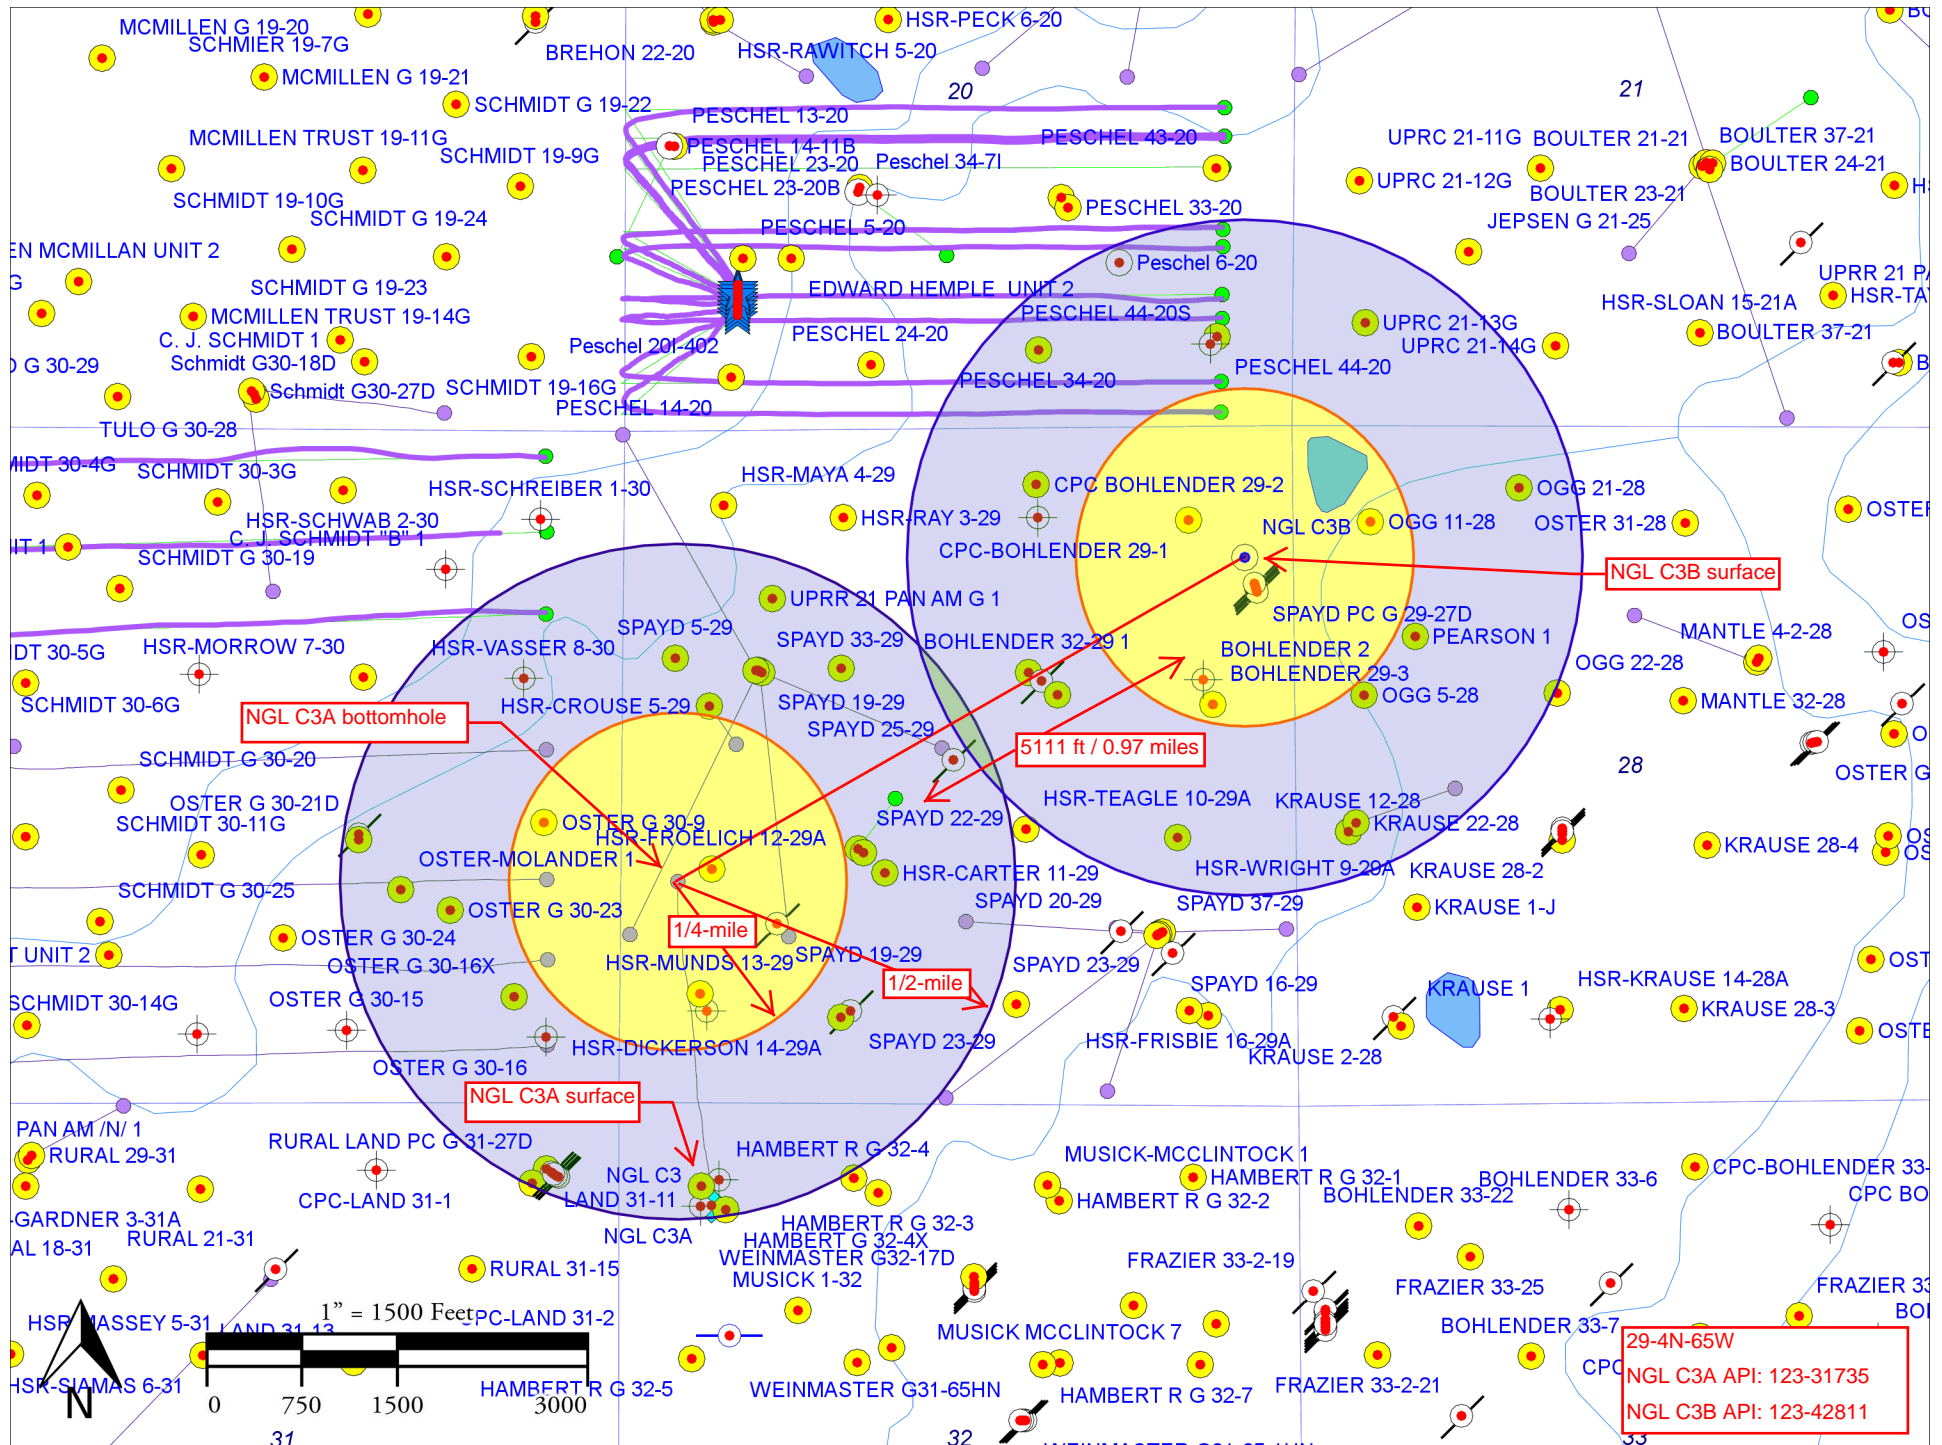 MCMILLEN G 19-20
SCHMIER 19-7G
MCMILLEN G 19-21
SCHMIDT G 19-22
BREHON 22-20
HSR-PECK 6-20
HSR-RAWITCH 5-20
20
21
PESCHEL 13-20
PESCHEL 43-20
PESCHEL 14-11B
PESCHEL 23-20
Peschel 34-7I
PESCHEL 23-20B
PESCHEL 33-20
PESCHEL 5-20
UPRC 21-11G
BOULTER 21-21
BOULTER 37-21
BOULTER 24-21
UPRC 21-12G
BOULTER 23-21
JEPSEN G 21-25
MCMILLEN TRUST 19-11G
SCHMIDT 19-9G
SCHMIDT 19-10G
SCHMIDT G 19-24
EN MCMILLAN UNIT 2
SCHMIDT G 19-23
MCMILLEN TRUST 19-14G
C. J. SCHMIDT 1
Schmidt G30-18D
Schmidt G30-27D
SCHMIDT 19-16G
G 30-29
TULO G 30-28
Peschel 20I-402
EDWARD HEMPLE UNIT 2
Peschel 6-20
PESCHEL 44-20S
PESCHEL 24-20
PESCHEL 44-20
PESCHEL 34-20
PESCHEL 14-20
UPRC 21-13G
UPRC 21-14G
HSR-SLOAN 15-21A
BOULTER 37-21
UPRR 21 PA
HSR-TA
MIDT 30-4G
SCHMIDT 30-3G
HSR-SCHREIBER 1-30
HSR-SCHWAB 2-30
C. J. SCHMIDT "B" 1
SCHMIDT G 30-19
HSR-MAYA 4-29
HSR-RAY 3-29
CPC BOHLENDER 29-2
CPC-BOHLENDER 29-1
NGL C3B
OGG 11-28
OGG 21-28
OSTER 31-28
OSTER
NGL C3B surface
SPAYD PC G 29-27D
PEARSON 1
BOHLENDER 2
BOHLENDER 29-3
BOHLENDER 32-29 1
OGG 22-28
OGG 5-28
MANTLE 4-2-28
MANTLE 32-28
OSTER G
28
UPRR 21 PAN AM G 1
SPAYD 5-29
SPAYD 33-29
HSR-MORROW 7-30
HSR-VASSER 8-30
IDT 30-5G
SCHMIDT 30-6G
HSR-CROUSE 5-29
SPAYD 19-29
SPAYD 25-29
NGL C3A bottomhole
5111 ft / 0.97 miles
SCHMIDT G 30-20
OSTER G 30-21D
SCHMIDT 30-11G
OSTER G 30-9
HSR-FROELICH 12-29A
OSTER-MOLANDER 1
SPAYD 22-29
HSR-CARTER 11-29
HSR-TEAGLE 10-29A
KRAUSE 12-28
KRAUSE 22-28
HSR-WRIGHT 9-29A
KRAUSE 28-2
KRAUSE 28-4
SCHMIDT G 30-25
OSTER G 30-23
OSTER G 30-24
OSTER G 30-16X
T UNIT 2
SCHMIDT 30-14G
OSTER G 30-15
OSTER G 30-16
1/4-mile
1/2-mile
HSR-MUNDS 13-29
SPAYD 19-29
SPAYD 20-29
SPAYD 37-29
KRAUSE 1-J
SPAYD 23-29
SPAYD 16-29
KRAUSE 1
HSR-KRAUSE 14-28A
KRAUSE 28-3
HSR-DICKERSON 14-29A
SPAYD 23-29
HSR-FRISBIE 16-29A
KRAUSE 2-28
NGL C3A surface
PAN AM /N/ 1
RURAL 29-31
RURAL LAND PC G 31-27D
CPC-LAND 31-1
NGL C3
LAND 31-11
NGL C3A
HAMBERT R G 32-4
HAMBERT R G 32-3
HAMBERT G 32-4X
WEINMASTER G32-17D
MUSICK 1-32
MUSICK-MCCLINTOCK 1
HAMBERT R G 32-1
HAMBERT R G 32-2
BOHLENDER 33-22
BOHLENDER 33-6
CPC-BOHLENDER 33-
CPC BO
-GARDNER 3-31A
AL 18-31
RURAL 21-31
RURAL 31-15
FRAZIER 33-2-19
FRAZIER 33-25
FRAZIER 33
BOHLENDER 33-7
HSR-MASSEY 5-31
LAND 31-13
CPC-LAND 31-2
HSR-SIAMAS 6-31
HAMBERT R G 32-5
MUSICK MCCLINTOCK 7
WEINMASTER G31-65HN
HAMBERT R G 32-7
FRAZIER 33-2-21
1” = 1500 Feet
0 750 1500 3000
N
31
32
33
29-4N-65W
NGL C3A API: 123-31735
NGL C3B API: 123-42811